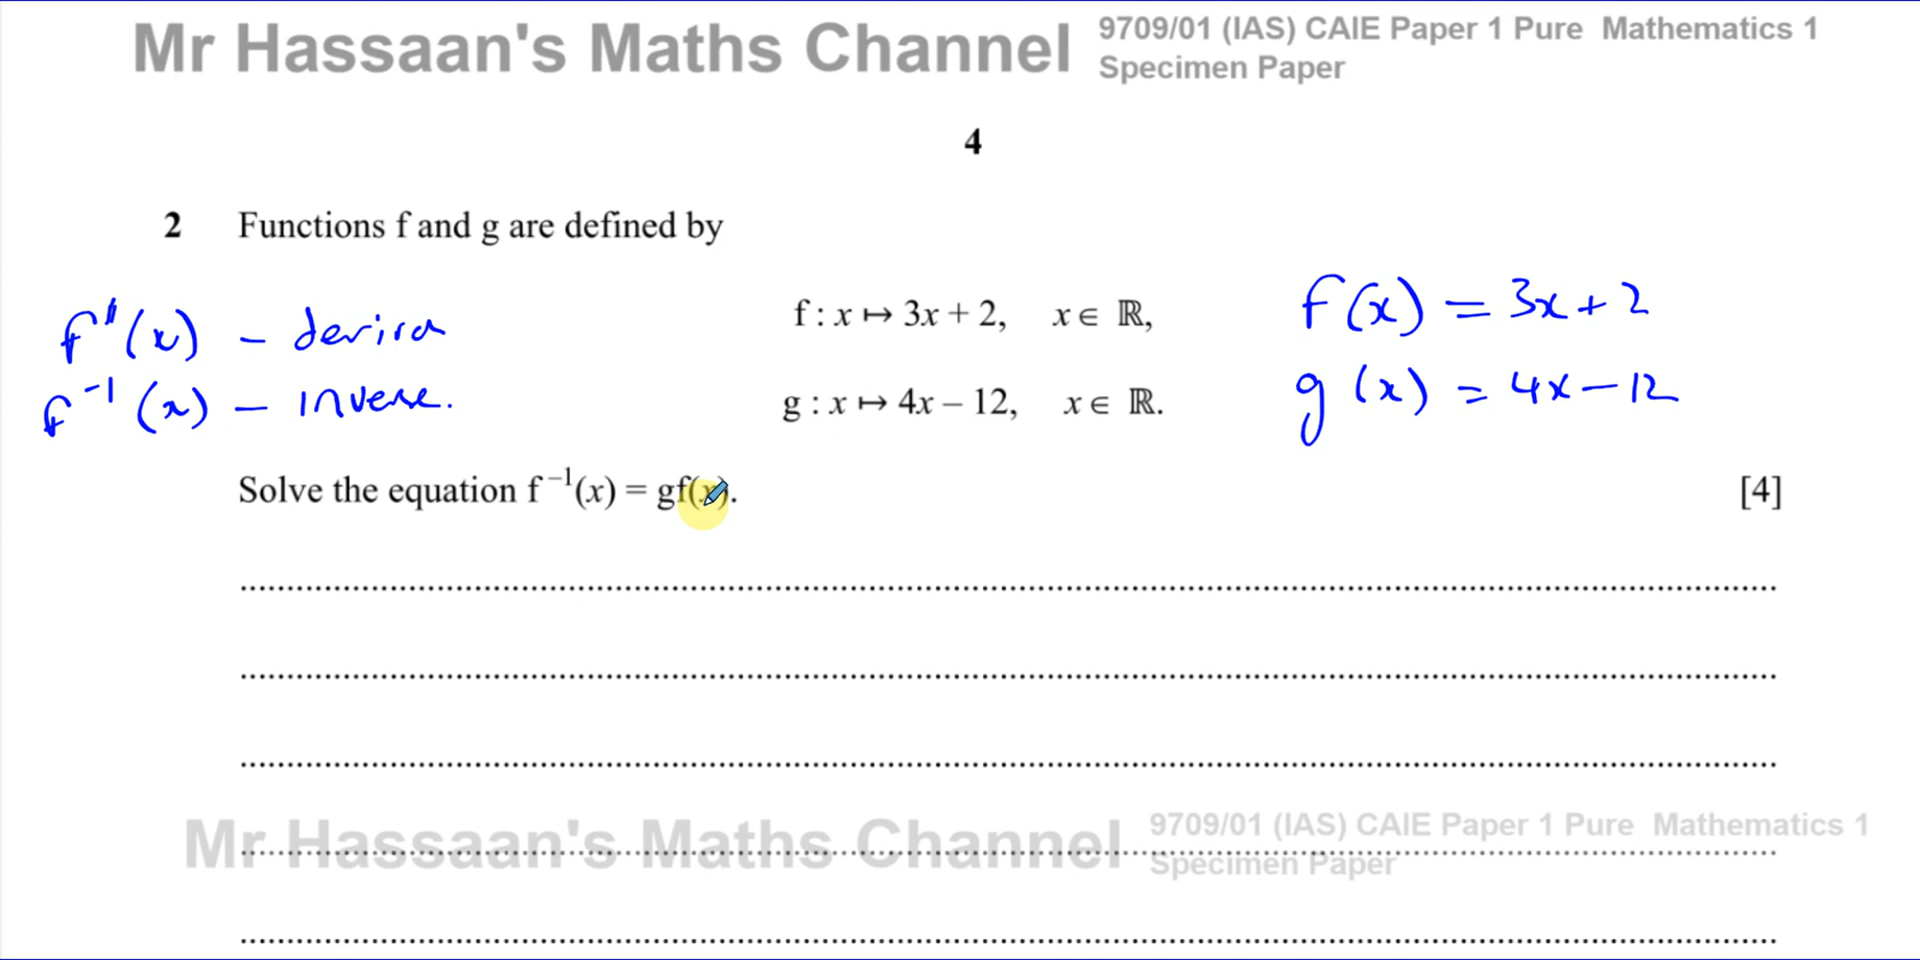 Mr Hassaan's Maths Channel
9709/01 (IAS) CAIE Paper 1 Pure Mathematics 1
Specimen Paper
4
2 Functions f and g are defined by
f : x ↦ 3x + 2, x ∈ ℝ,
g : x ↦ 4x – 12, x ∈ ℝ.
f(x) = 3x + 2
g(x) = 4x – 12
f'(x) –
f⁻¹(x) – inverse.
Solve the equation f⁻¹(x) = gf(x). [4]
Mr Hassaan's Maths Channel
9709/01 (IAS) CAIE Paper 1 Pure Mathematics 1
Specimen Paper